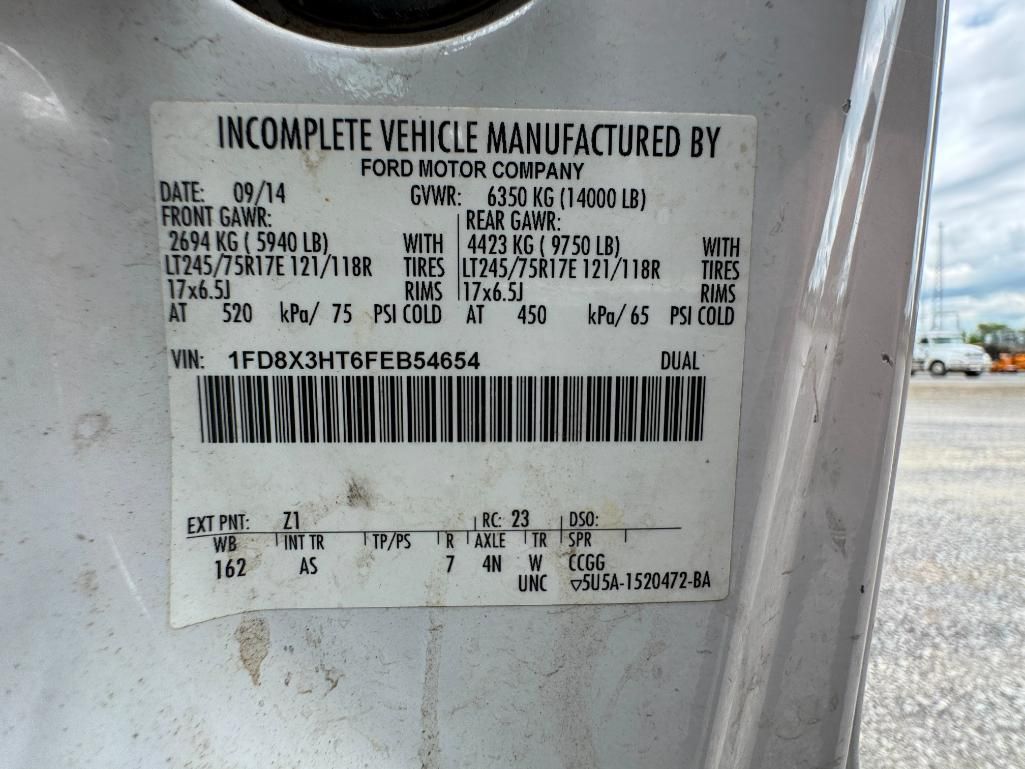 INCOMPLETE VEHICLE MANUFACTURED BY
FORD MOTOR COMPANY
DATE: 09/14 GVWR: 6350 KG (14000 LB)
FRONT GAWR: REAR GAWR:
2694 KG ( 5940 LB) WITH 4423 KG ( 9750 LB) WITH
LT245/75R17E 121/118R TIRES LT245/75R17E 121/118R TIRES
17x6.5J RIMS 17x6.5J RIMS
AT 520 kPa/ 75 PSI COLD AT 450 kPa/ 65 PSI COLD
VIN: 1FD8X3HT6FEB54654 DUAL
EXT PNT: Z1 RC: 23 DSO:
WB INT TR TP/PS R AXLE TR SPR
162 AS 7 4N W CCGG
UNC ▽5U5A-1520472-BA